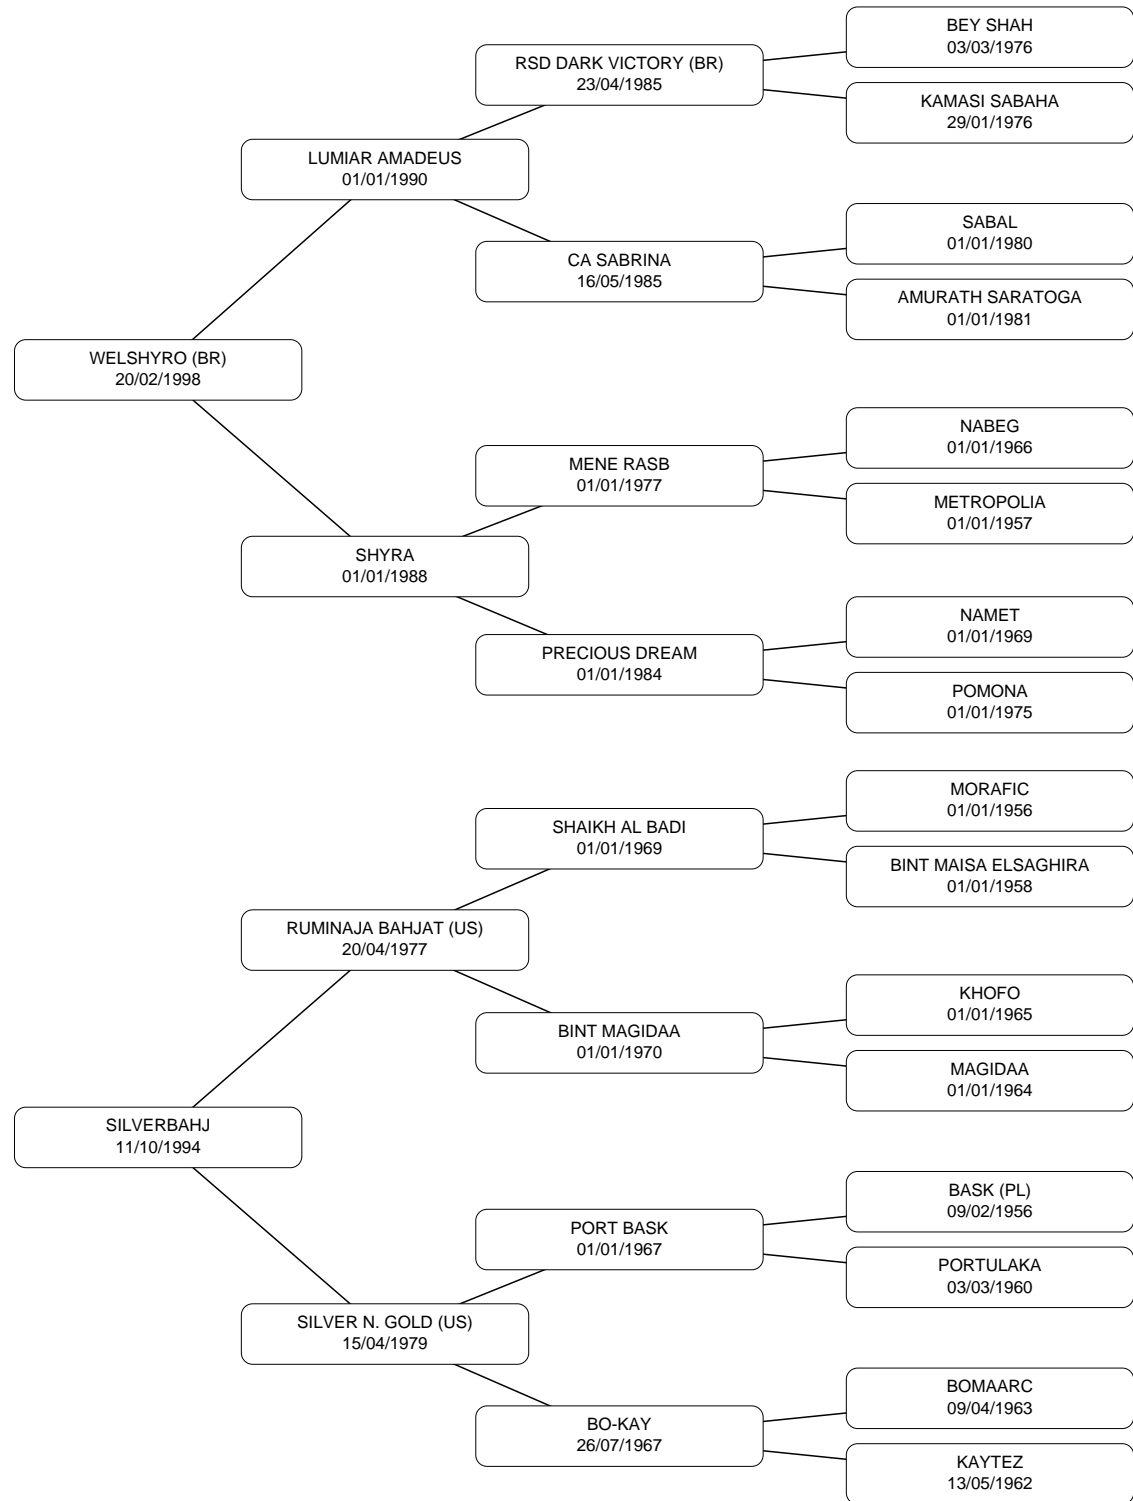 BEY SHAH
03/03/1976
RSD DARK VICTORY (BR)
23/04/1985
KAMASI SABAHA
29/01/1976
LUMIAR AMADEUS
01/01/1990
SABAL
01/01/1980
CA SABRINA
16/05/1985
AMURATH SARATOGA
01/01/1981
WELSHYRO (BR)
20/02/1998
NABEG
01/01/1966
MENE RASB
01/01/1977
METROPOLIA
01/01/1957
SHYRA
01/01/1988
NAMET
01/01/1969
PRECIOUS DREAM
01/01/1984
POMONA
01/01/1975
MORAFIC
01/01/1956
SHAIKH AL BADI
01/01/1969
BINT MAISA ELSAGHIRA
01/01/1958
RUMINAJA BAHJAT (US)
20/04/1977
KHOFO
01/01/1965
BINT MAGIDAA
01/01/1970
MAGIDAA
01/01/1964
SILVERBAHJ
11/10/1994
BASK (PL)
09/02/1956
PORT BASK
01/01/1967
PORTULAKA
03/03/1960
SILVER N. GOLD (US)
15/04/1979
BOMAARC
09/04/1963
BO-KAY
26/07/1967
KAYTEZ
13/05/1962